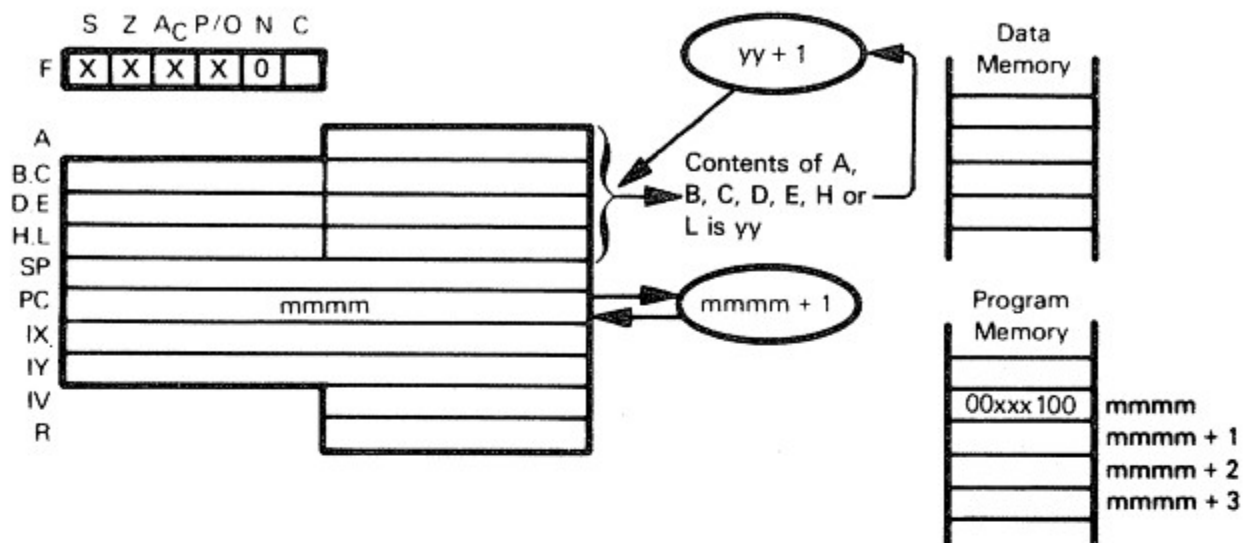 S Z AC P/O N C
F X X X X 0
A
B.C
D E
H.L
SP
PC mmmm
IX
IY
IV
R
yy + 1
Contents of A,
B, C, D, E, H or
L is yy
mmmm + 1
Data
Memory
Program
Memory
00xxx100 mmmm
mmmm + 1
mmmm + 2
mmmm + 3